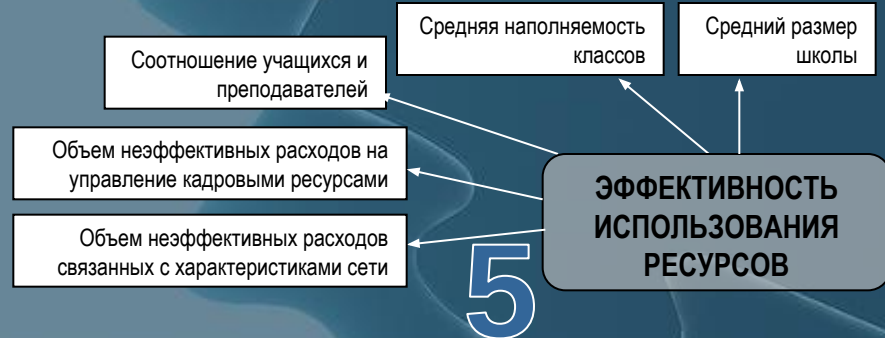 Средняя наполняемость
классов
Средний размер
школы
Соотношение учащихся и
преподавателей
Объем неэффективных расходов на
управление кадровыми ресурсами
Объем неэффективных расходов
связанных с характеристиками сети
ЭФФЕКТИВНОСТЬ
ИСПОЛЬЗОВАНИЯ
РЕСУРСОВ
5